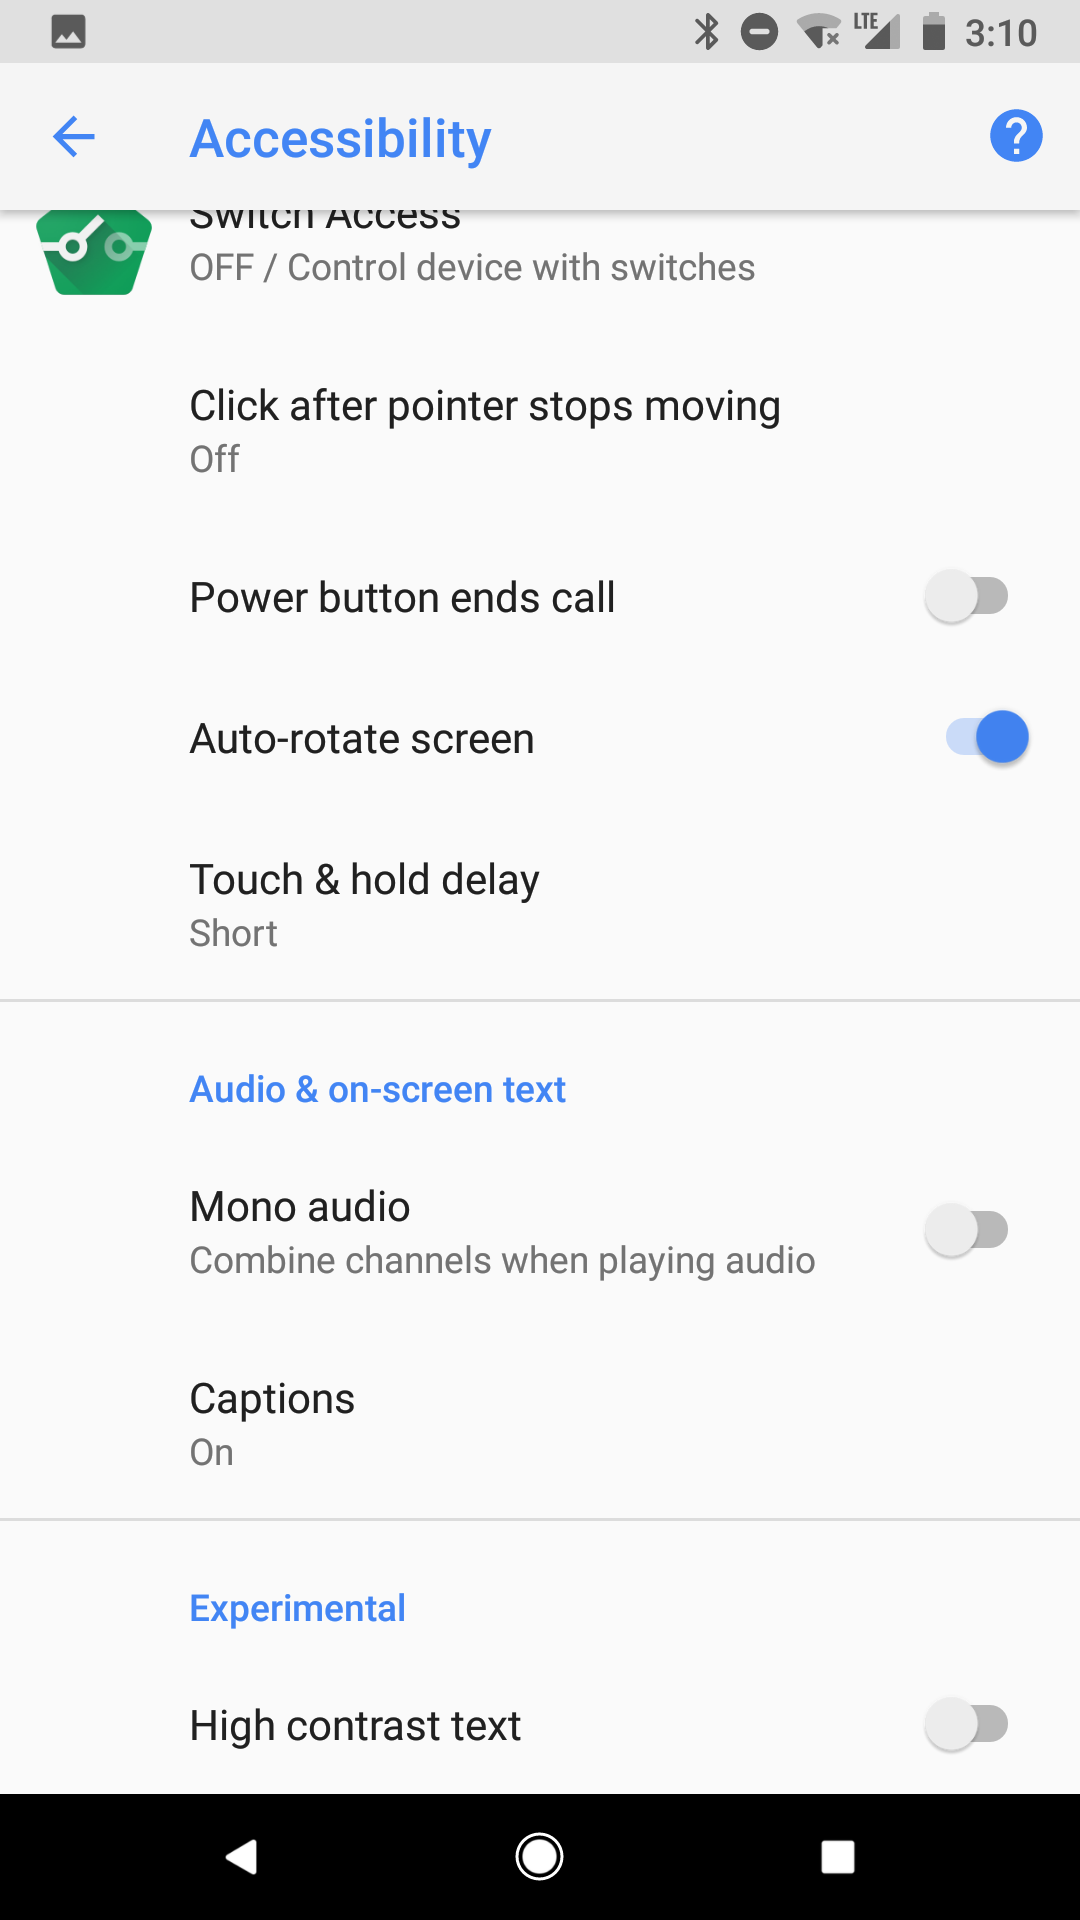 LTE 3:10
Accessibility
Switch Access
OFF / Control device with switches
Click after pointer stops moving
Off
Power button ends call
Auto-rotate screen
Touch & hold delay
Short
Audio & on-screen text
Mono audio
Combine channels when playing audio
Captions
On
Experimental
High contrast text